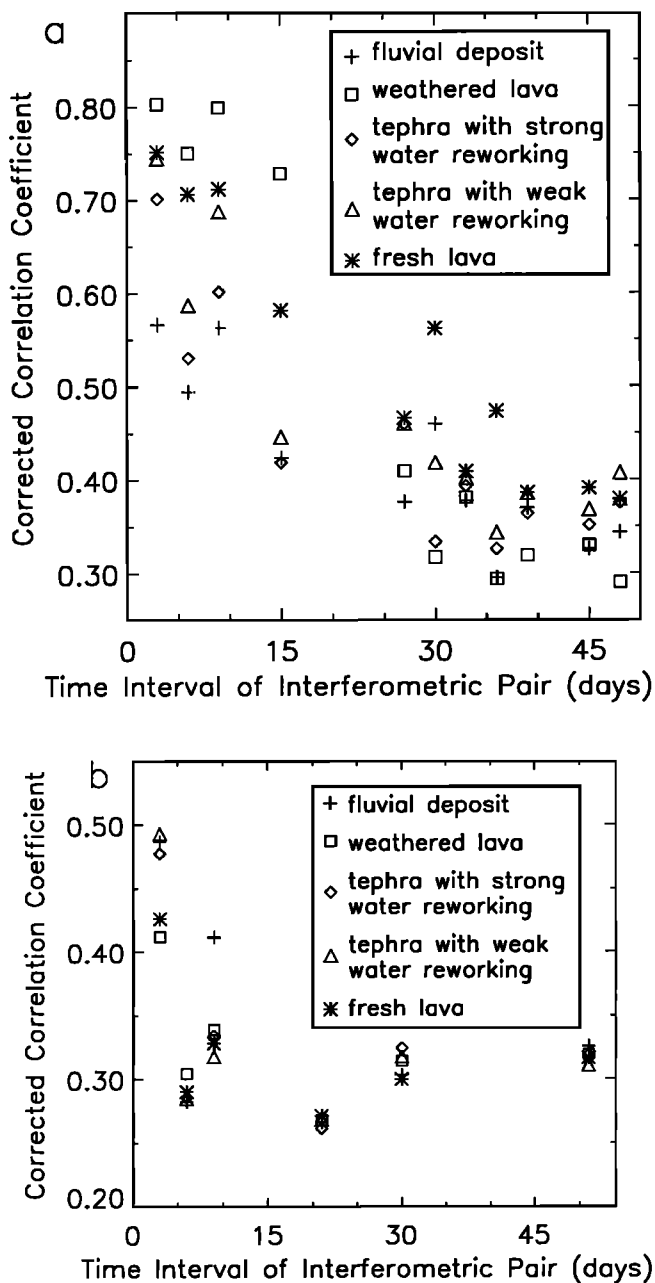 a
fluvial deposit
weathered lava
tephra with strong
water reworking
tephra with weak
water reworking
fresh lava
Corrected Correlation Coefficient
0.80
0.70
0.60
0.50
0.40
0.30
0
15
30
45
Time Interval of Interferometric Pair (days)
b
fluvial deposit
weathered lava
tephra with strong
water reworking
tephra with weak
water reworking
fresh lava
Corrected Correlation Coefficient
0.50
0.40
0.30
0.20
0
15
30
45
Time Interval of Interferometric Pair (days)